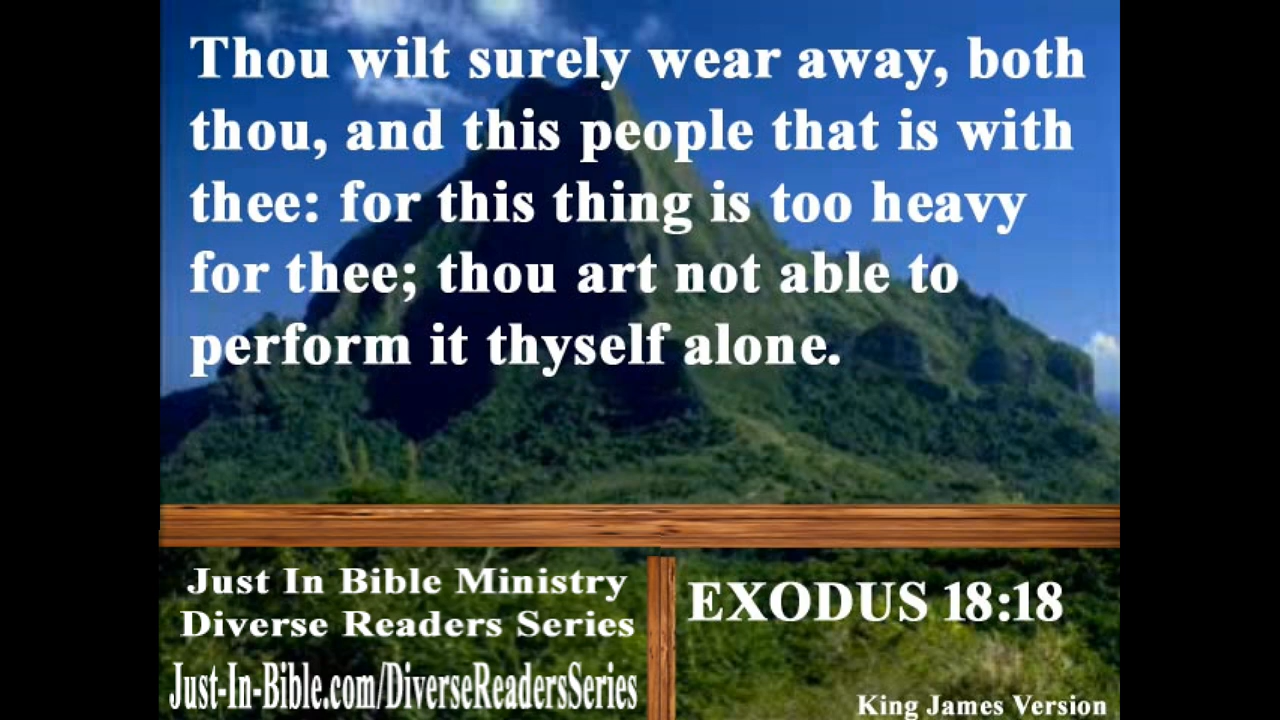 Thou wilt surely wear away, both
thou, and this people that is with
thee: for this thing is too heavy
for thee; thou art not able to
perform it thyself alone.
Just In Bible Ministry
Diverse Readers Series
Just-In-Bible.com/DiverseReadersSeries
EXODUS 18:18
King James Version